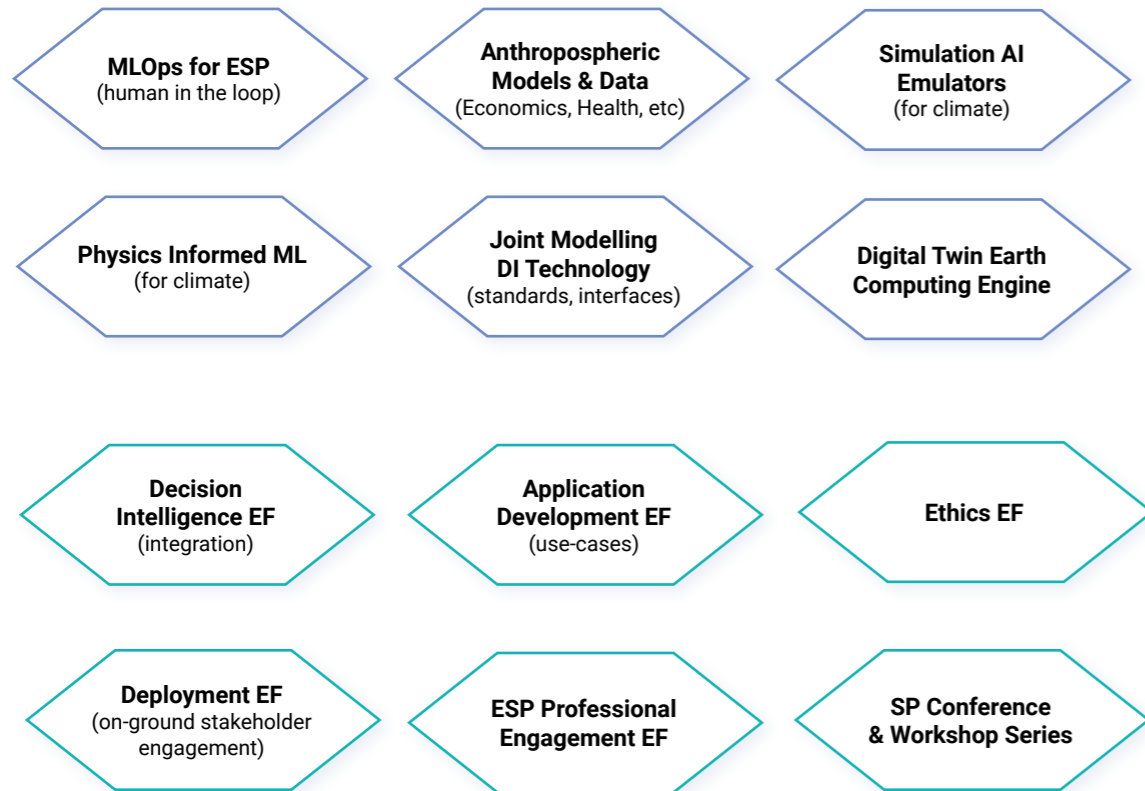 MLOps for ESP
(human in the loop)
Anthropospheric
Models & Data
(Economics, Health, etc)
Simulation AI
Emulators
(for climate)
Physics Informed ML
(for climate)
Joint Modelling
DI Technology
(standards, interfaces)
Digital Twin Earth
Computing Engine
Decision
Intelligence EF
(integration)
Application
Development EF
(use-cases)
Ethics EF
Deployment EF
(on-ground stakeholder
engagement)
ESP Professional
Engagement EF
SP Conference
& Workshop Series